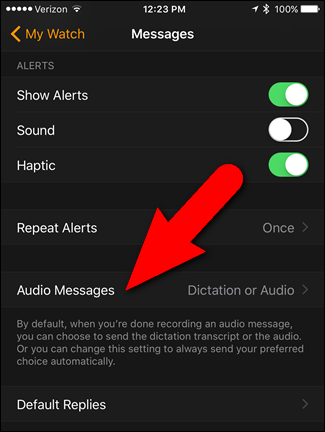 Verizon 12:23 PM 100%
My Watch Messages
ALERTS
Show Alerts
Sound
Haptic
Repeat Alerts Once
Audio Messages Dictation or Audio
By default, when you're done recording an audio message,
you can choose to send the dictation transcript or the audio.
Or you can change this setting to always send your preferred
choice automatically.
Default Replies